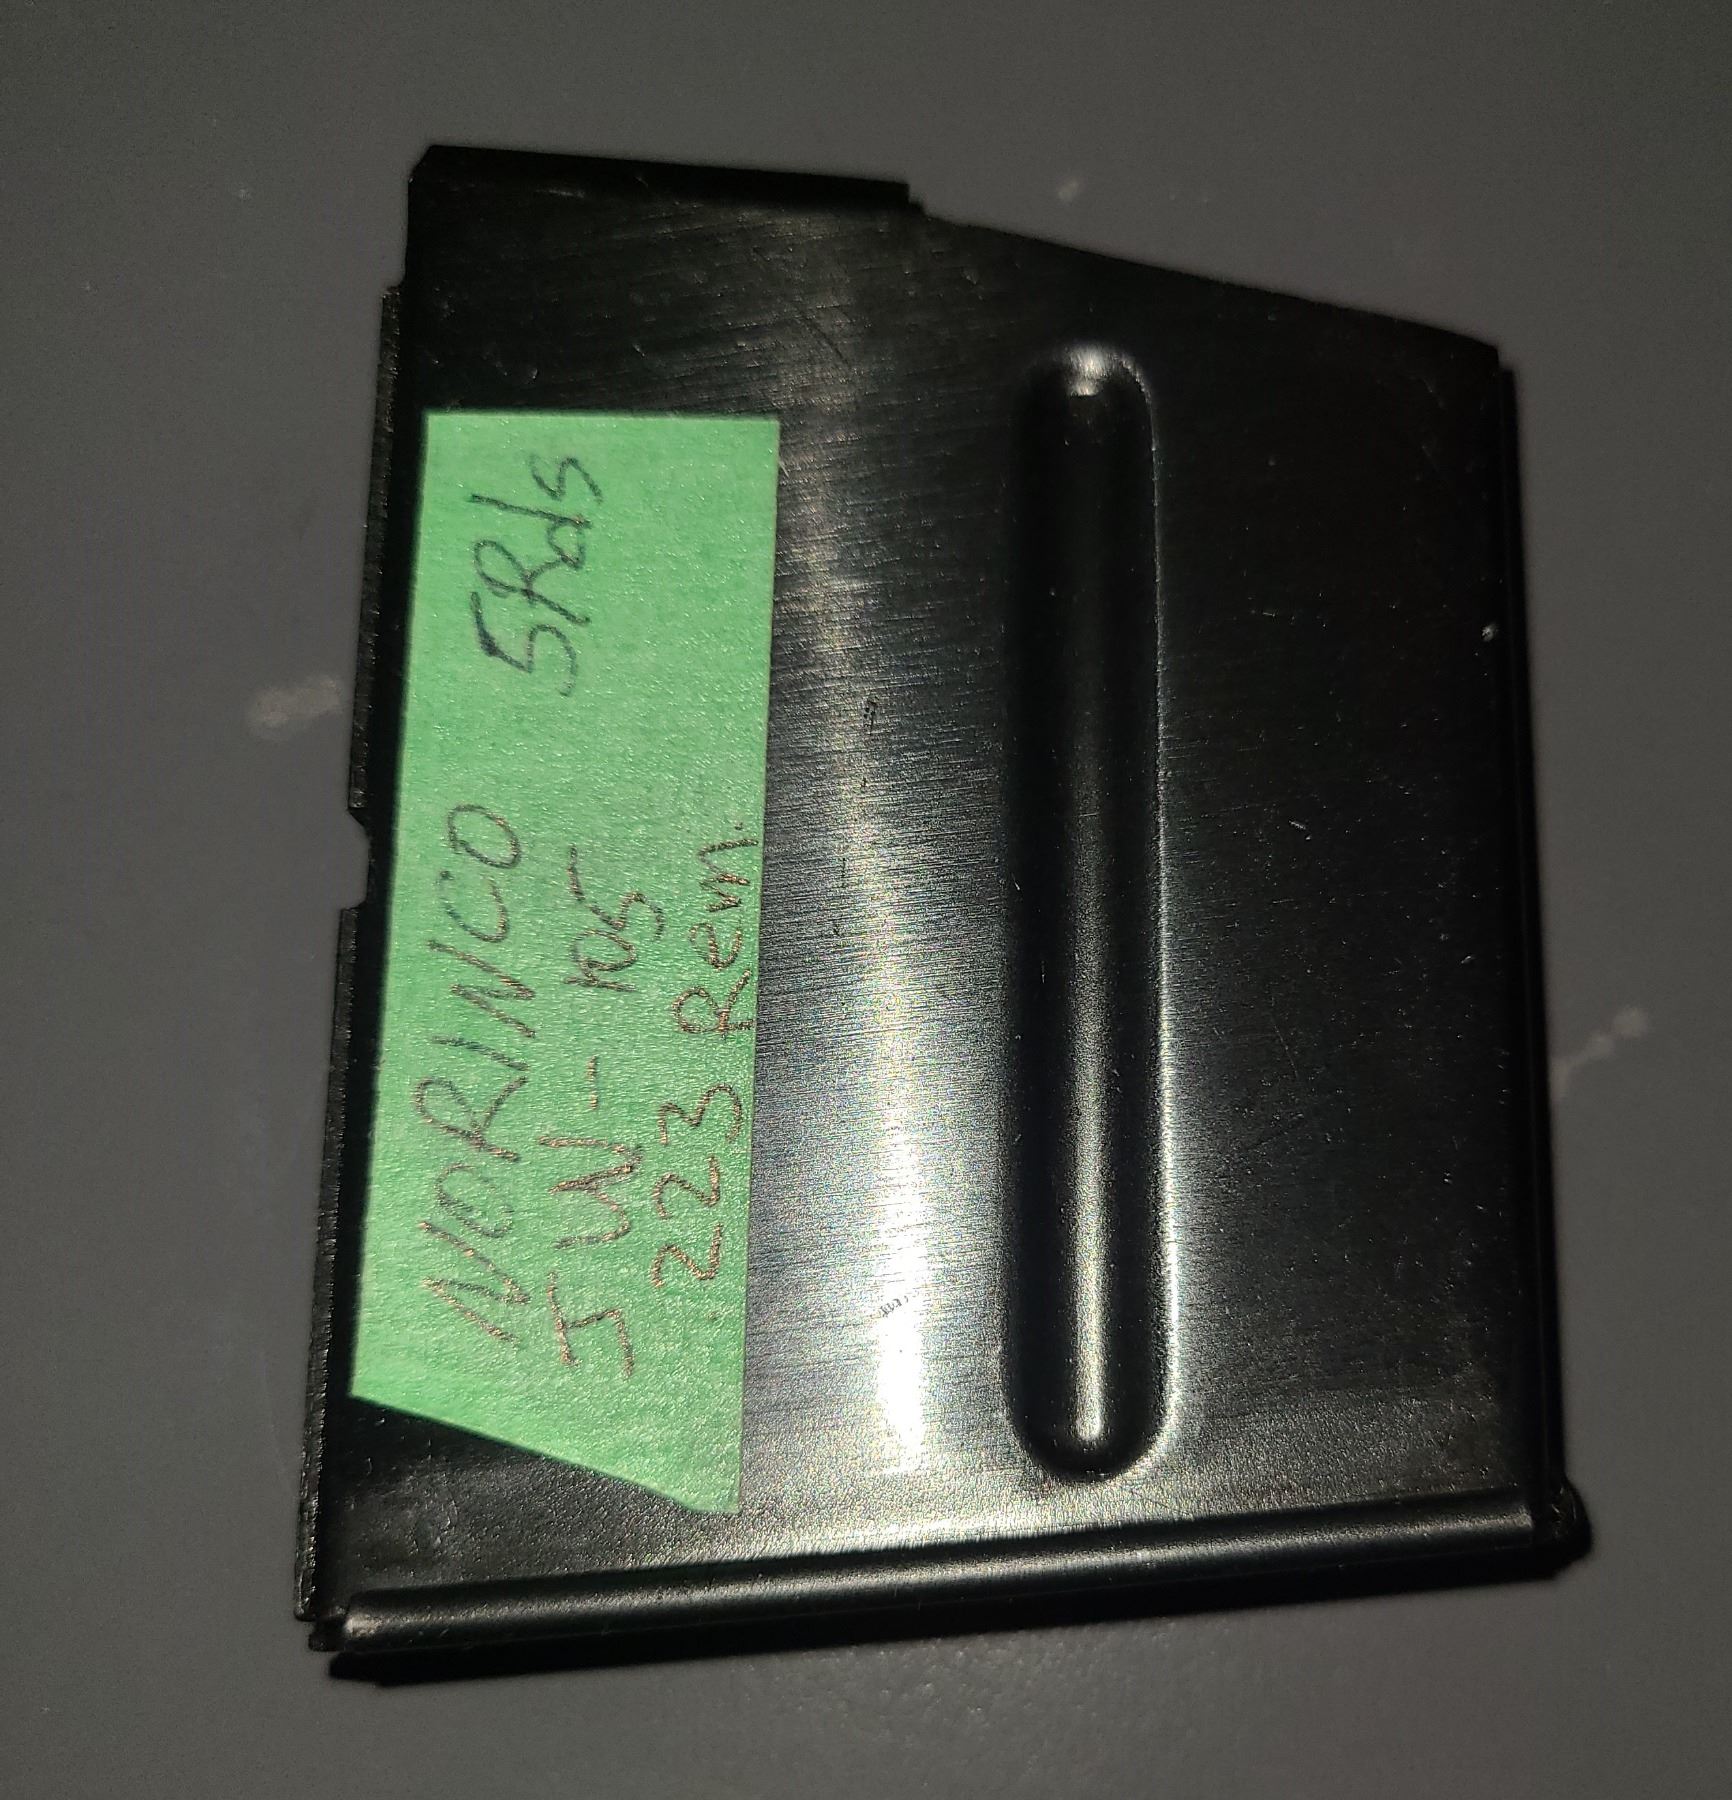 NORINCO 5Rds
JW-105
.223 Rem.